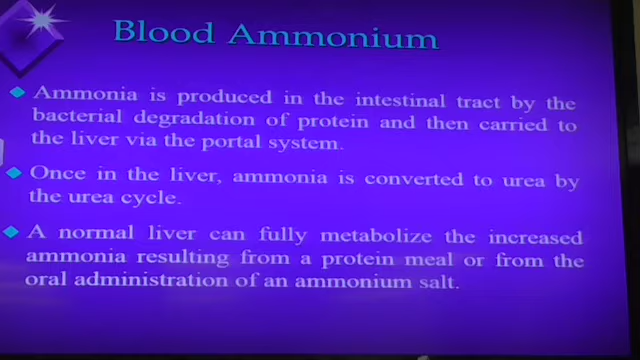 Blood Ammonium
Ammonia is produced in the intestinal tract by the
bacterial degradation of protein and then carried to
the liver via the portal system.
Once in the liver, ammonia is converted to urea by
the urea cycle.
A normal liver can fully metabolize the increased
ammonia resulting from a protein meal or from the
oral administration of an ammonium salt.